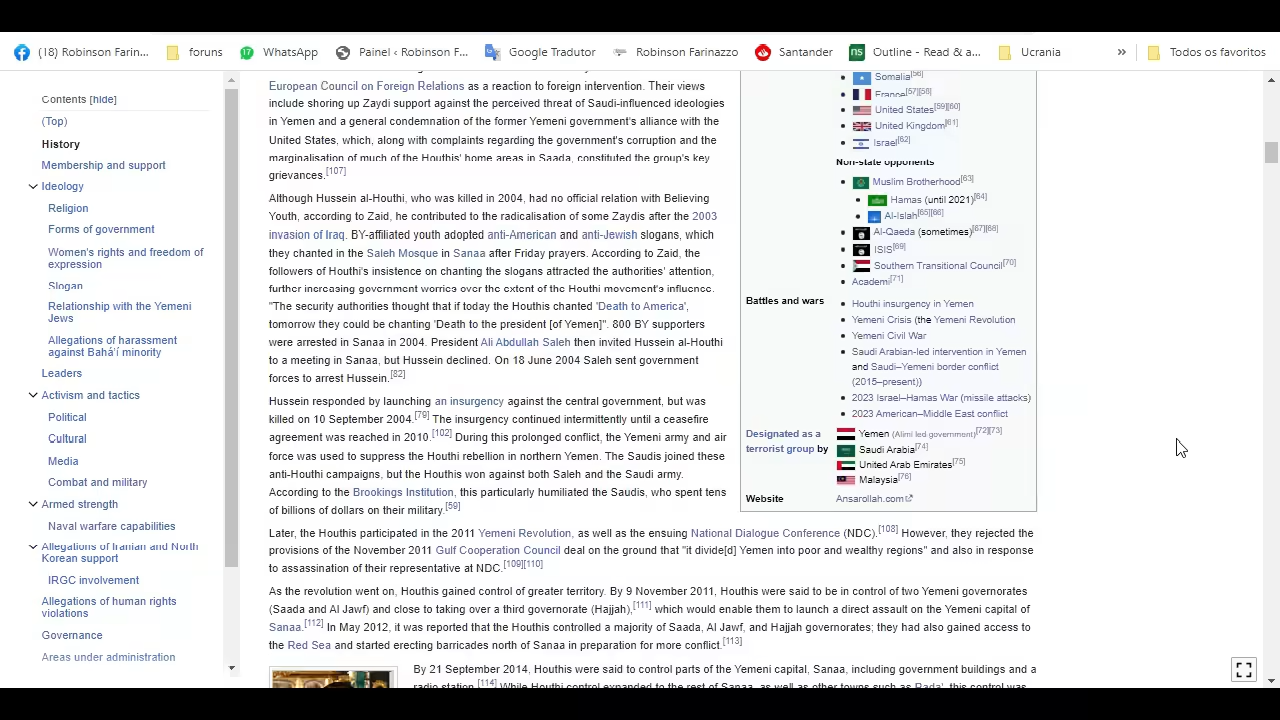 (18) Robinson Farin...
foruns
WhatsApp
Painel ‹ Robinson F...
Google Tradutor
Robinson Farinazzo
Santander
Outline - Read & a...
Ucrania
»
Todos os favoritos
Contents [hide]
(Top)
History
Membership and support
Ideology
Religion
Forms of government
Women's rights and freedom of
expression
Slogan
Relationship with the Yemeni
Jews
Allegations of harassment
against Bahá'í minority
Leaders
Activism and tactics
Political
Cultural
Media
Combat and military
Armed strength
Naval warfare capabilities
Allegations of Iranian and North
Korean support
IRGC involvement
Allegations of human rights
violations
Governance
Areas under administration
European Council on Foreign Relations as a reaction to foreign intervention. Their views
include shoring up Zaydi support against the perceived threat of Saudi-influenced ideologies
in Yemen and a general condemnation of the former Yemeni government's alliance with the
United States, which, along with complaints regarding the government's corruption and the
marginalisation of much of the Houthis' home areas in Saada, constituted the group's key
grievances.[107]
Although Hussein al-Houthi, who was killed in 2004, had no official relation with Believing
Youth, according to Zaid, he contributed to the radicalisation of some Zaydis after the 2003
invasion of Iraq. BY-affiliated youth adopted anti-American and anti-Jewish slogans, which
they chanted in the Saleh Mosque in Sanaa after Friday prayers. According to Zaid, the
followers of Houthi's insistence on chanting the slogans attracted the authorities' attention,
further increasing government worries over the extent of the Houthi movement's influence.
"The security authorities thought that if today the Houthis chanted 'Death to America',
tomorrow they could be chanting 'Death to the president [of Yemen]". 800 BY supporters
were arrested in Sanaa in 2004. President Ali Abdullah Saleh then invited Hussein al-Houthi
to a meeting in Sanaa, but Hussein declined. On 18 June 2004 Saleh sent government
forces to arrest Hussein.[82]
Hussein responded by launching an insurgency against the central government, but was
killed on 10 September 2004.[79] The insurgency continued intermittently until a ceasefire
agreement was reached in 2010.[102] During this prolonged conflict, the Yemeni army and air
force was used to suppress the Houthi rebellion in northern Yemen. The Saudis joined these
anti-Houthi campaigns, but the Houthis won against both Saleh and the Saudi army.
According to the Brookings Institution, this particularly humiliated the Saudis, who spent tens
of billions of dollars on their military.[59]
Later, the Houthis participated in the 2011 Yemeni Revolution, as well as the ensuing National Dialogue Conference (NDC).[108] However, they rejected the
provisions of the November 2011 Gulf Cooperation Council deal on the ground that "it divide[d] Yemen into poor and wealthy regions" and also in response
to assassination of their representative at NDC.[109][110]
As the revolution went on, Houthis gained control of greater territory. By 9 November 2011, Houthis were said to be in control of two Yemeni governorates
(Saada and Al Jawf) and close to taking over a third governorate (Hajjah),[111] which would enable them to launch a direct assault on the Yemeni capital of
Sanaa.[112] In May 2012, it was reported that the Houthis controlled a majority of Saada, Al Jawf, and Hajjah governorates; they had also gained access to
the Red Sea and started erecting barricades north of Sanaa in preparation for more conflict.[113]
By 21 September 2014, Houthis were said to control parts of the Yemeni capital, Sanaa, including government buildings and a
radio station.[114] While Houthi control expanded to the rest of Sanaa, as well as other towns such as Rada', this control was
Somalia[56]
France[57][58]
United States[59][60]
United Kingdom[61]
Israel[62]
Non-state opponents
Muslim Brotherhood[63]
Hamas (until 2021)[64]
Al-Islah[65][66]
Al-Qaeda (sometimes)[67][68]
ISIS[69]
Southern Transitional Council[70]
Academi[71]
Battles and wars
Houthi insurgency in Yemen
Yemeni Crisis (the Yemeni Revolution
Yemeni Civil War
Saudi Arabian-led intervention in Yemen
and Saudi–Yemeni border conflict
(2015–present))
2023 Israel–Hamas War (missile attacks)
2023 American–Middle East conflict
Designated as a
terrorist group by
Yemen (Alimi led government)[72][73]
Saudi Arabia[74]
United Arab Emirates[75]
Malaysia[76]
Website
Ansarollah.com